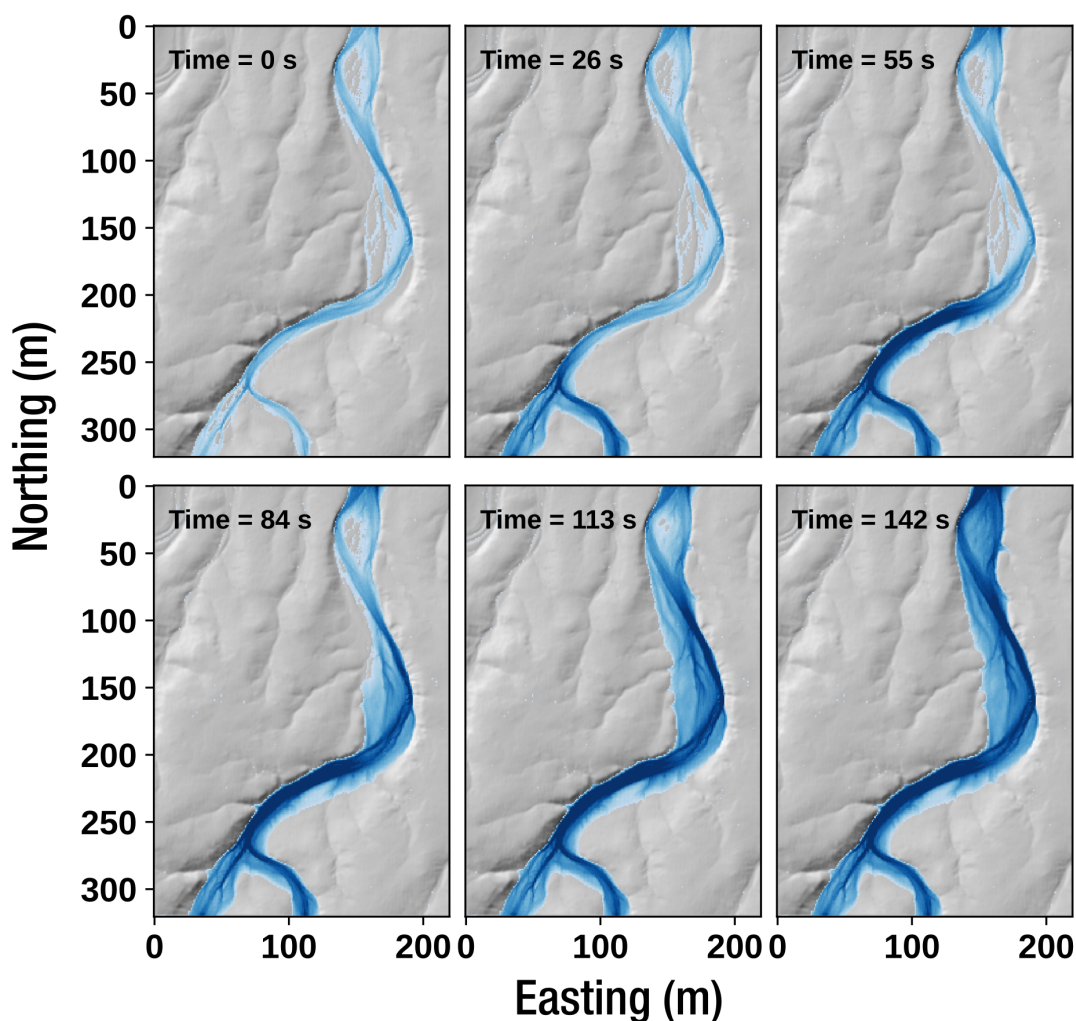 Time = 0 s
Time = 26 s
Time = 55 s
0
50
100
150
200
250
300
Time = 84 s
Time = 113 s
Time = 142 s
0
50
100
150
200
250
300
0 100 200 0 100 200 0 100 200
Northing (m)
Easting (m)